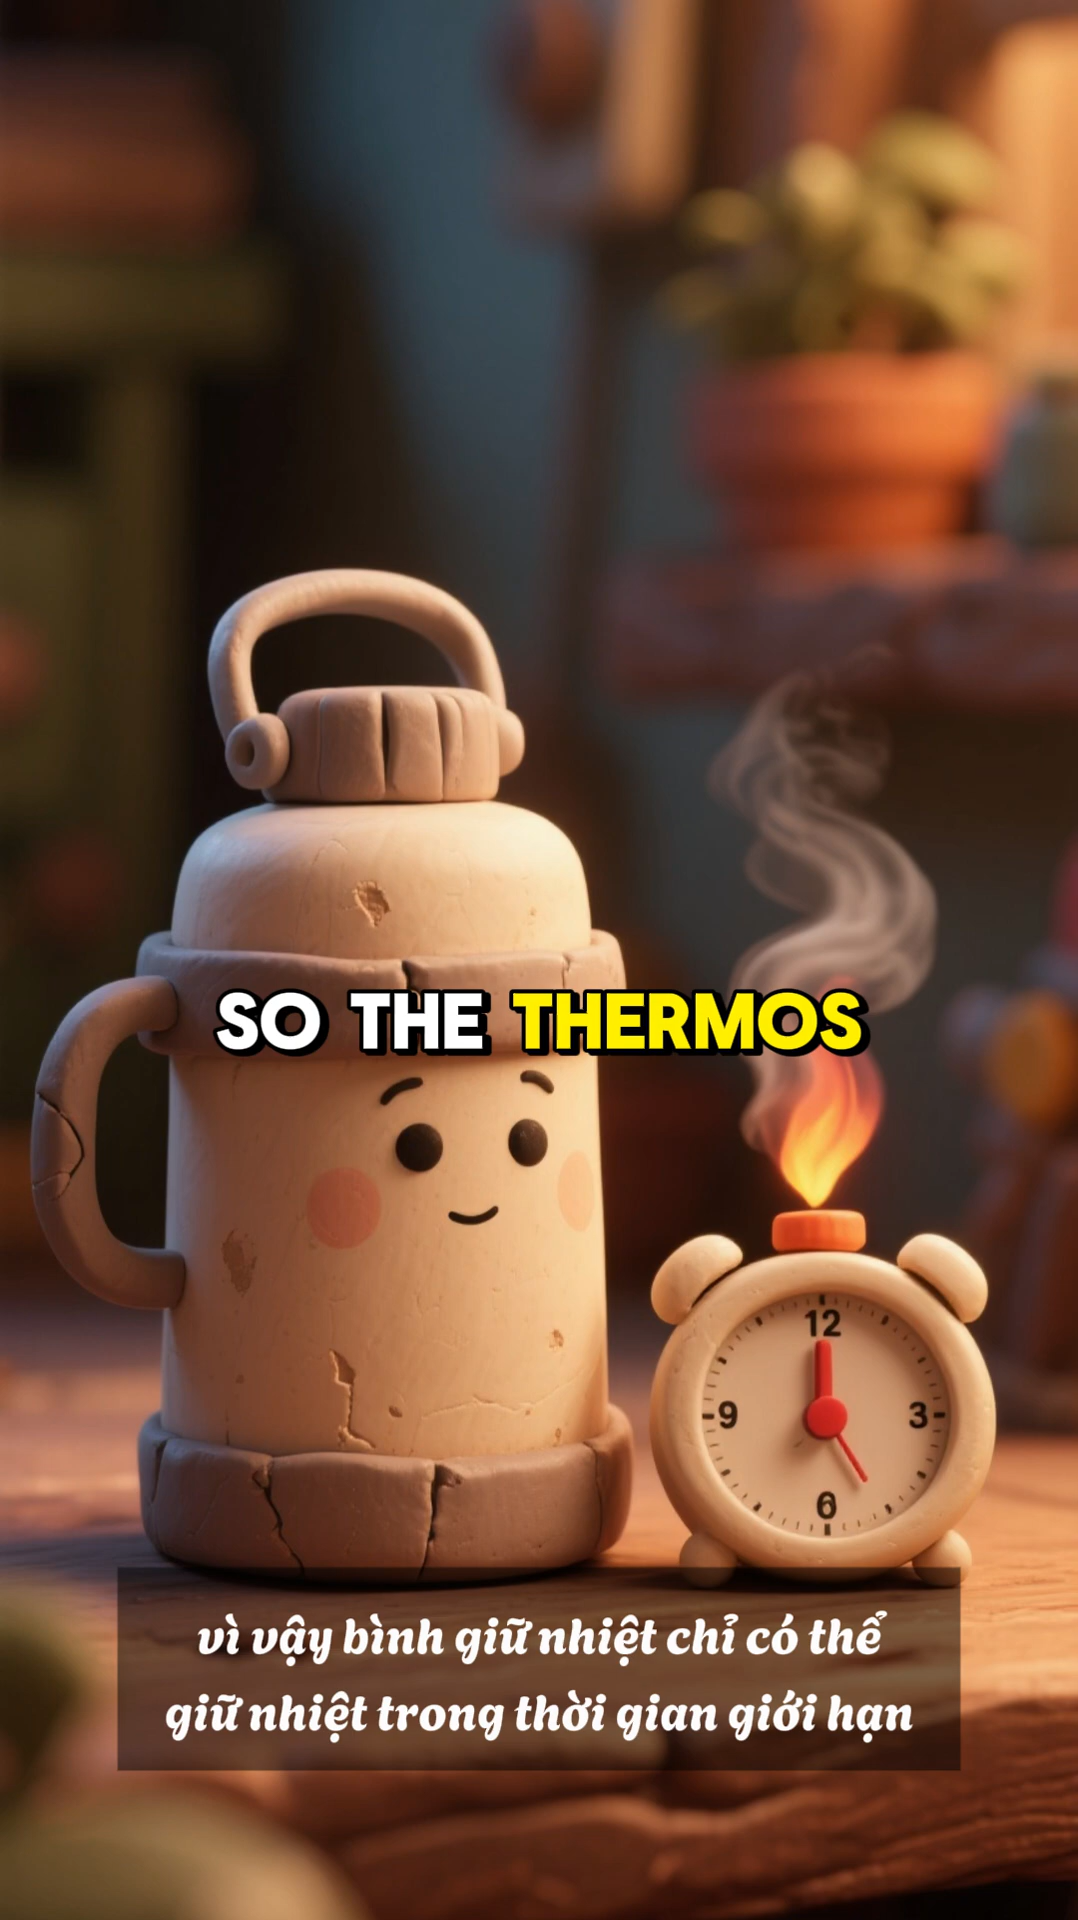 SO THE THERMOS
12
9
3
6
vì vậy bình giữ nhiệt chỉ có thể
giữ nhiệt trong thời gian giới hạn